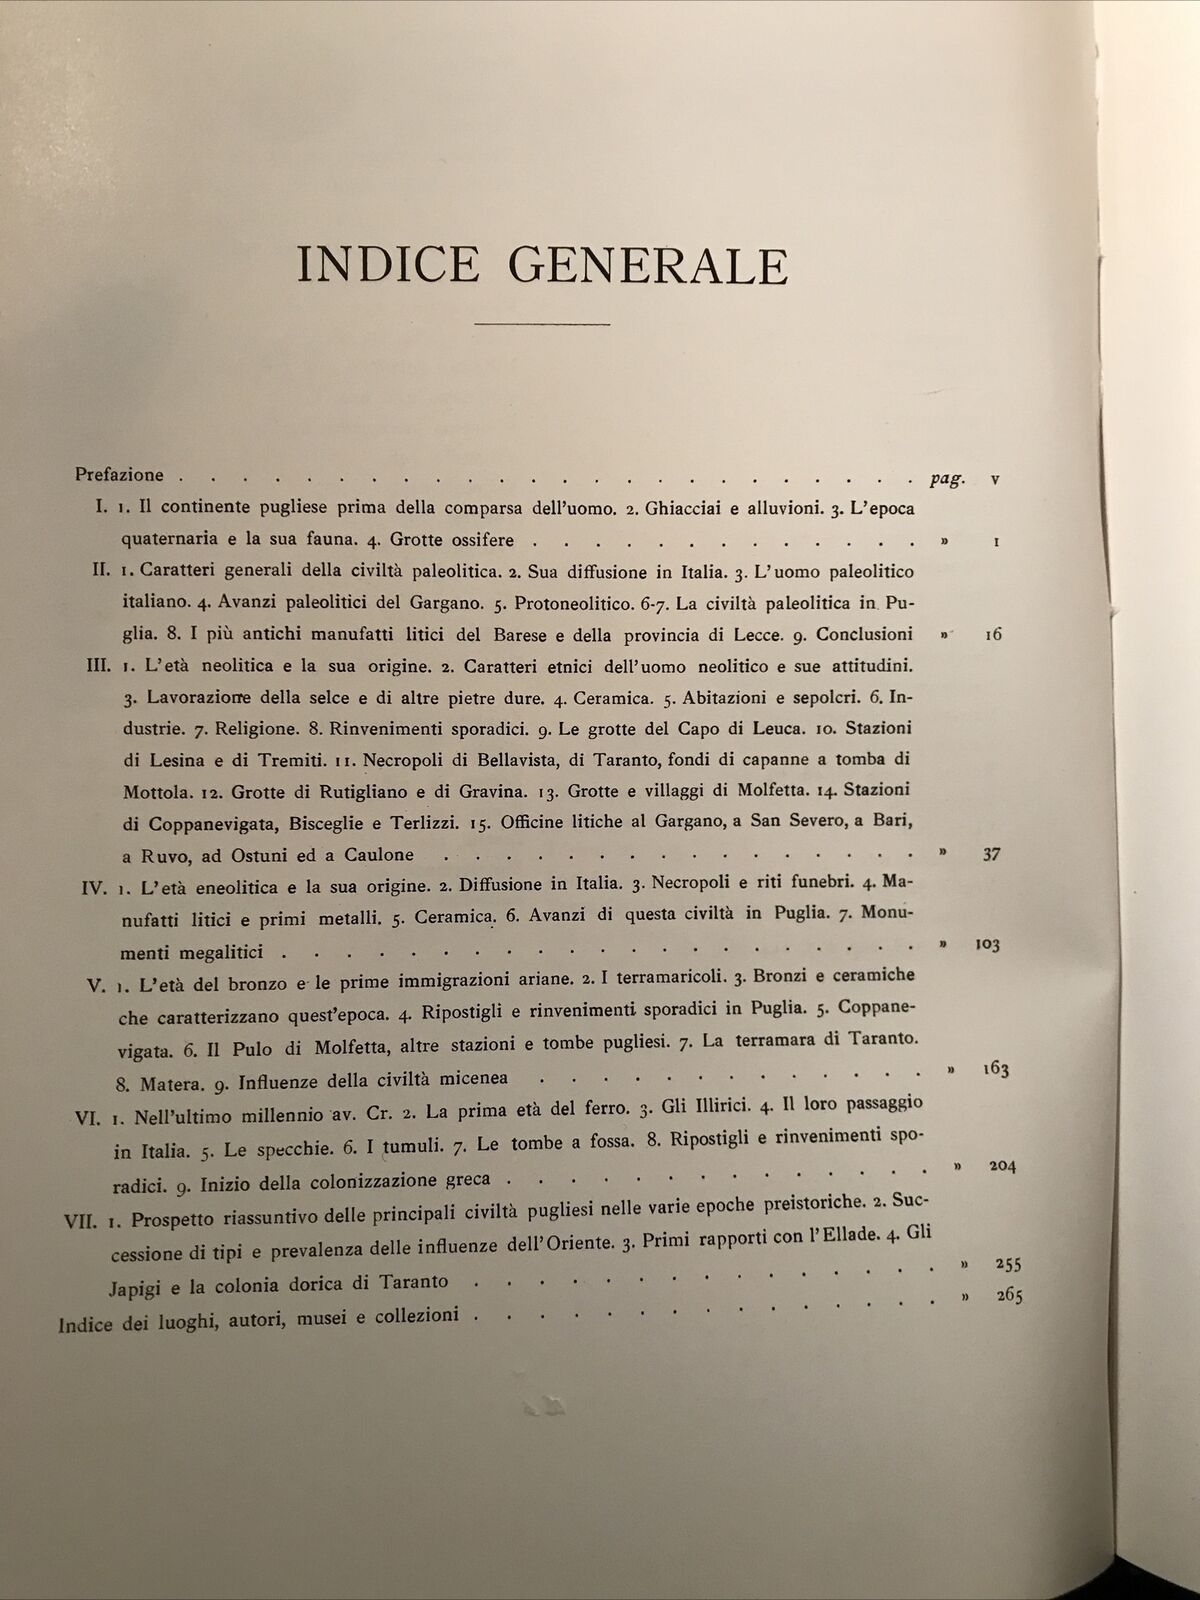 INDICE GENERALE
Prefazione . . . . . . . . . . . . . . . . . . . . . . . pag. v
I. 1. Il continente pugliese prima della comparsa dell'uomo. 2. Ghiacciai e alluvioni. 3. L'epoca
quaternaria e la sua fauna. 4. Grotte ossifere . . . . . . . . . . . . . » 1
II. 1. Caratteri generali della civiltà paleolitica. 2. Sua diffusione in Italia. 3. L'uomo paleolitico
italiano. 4. Avanzi paleolitici del Gargano. 5. Protoneolitico. 6-7. La civiltà paleolitica in Pu-
glia. 8. I più antichi manufatti litici del Barese e della provincia di Lecce. 9. Conclusioni » 16
III. 1. L'età neolitica e la sua origine. 2. Caratteri etnici dell'uomo neolitico e sue attitudini.
3. Lavorazione della selce e di altre pietre dure. 4. Ceramica. 5. Abitazioni e sepolcri. 6. In-
dustrie. 7. Religione. 8. Rinvenimenti sporadici. 9. Le grotte del Capo di Leuca. 10. Stazioni
di Lesina e di Tremiti. 11. Necropoli di Bellavista, di Taranto, fondi di capanne a tomba di
Mottola. 12. Grotte di Rutigliano e di Gravina. 13. Grotte e villaggi di Molfetta. 14. Stazioni
di Coppanevigata, Bisceglie e Terlizzi. 15. Officine litiche al Gargano, a San Severo, a Bari,
a Ruvo, ad Ostuni ed a Caulone . . . . . . . . . . . . . . . . » 37
IV. 1. L'età eneolitica e la sua origine. 2. Diffusione in Italia. 3. Necropoli e riti funebri. 4. Ma-
nufatti litici e primi metalli. 5. Ceramica. 6. Avanzi di questa civiltà in Puglia. 7. Monu-
menti megalitici . . . . . . . . . . . . . . . . . . . . » 103
V. 1. L'età del bronzo e le prime immigrazioni ariane. 2. I terramaricoli. 3. Bronzi e ceramiche
che caratterizzano quest'epoca. 4. Ripostigli e rinvenimenti sporadici in Puglia. 5. Coppane-
vigata. 6. Il Pulo di Molfetta, altre stazioni e tombe pugliesi. 7. La terramara di Taranto.
8. Matera. 9. Influenze della civiltà micenea . . . . . . . . . . . . . » 163
VI. 1. Nell'ultimo millennio av. Cr. 2. La prima età del ferro. 3. Gli Illirici. 4. Il loro passaggio
in Italia. 5. Le specchie. 6. I tumuli. 7. Le tombe a fossa. 8. Ripostigli e rinvenimenti spo-
radici. 9. Inizio della colonizzazione greca . . . . . . . . . . . . . . » 204
VII. 1. Prospetto riassuntivo delle principali civiltà pugliesi nelle varie epoche preistoriche. 2. Suc-
cessione di tipi e prevalenza delle influenze dell'Oriente. 3. Primi rapporti con l'Ellade. 4. Gli
Japigi e la colonia dorica di Taranto . . . . . . . . . . . . . . . » 255
Indice dei luoghi, autori, musei e collezioni . . . . . . . . . . . . . . . » 265